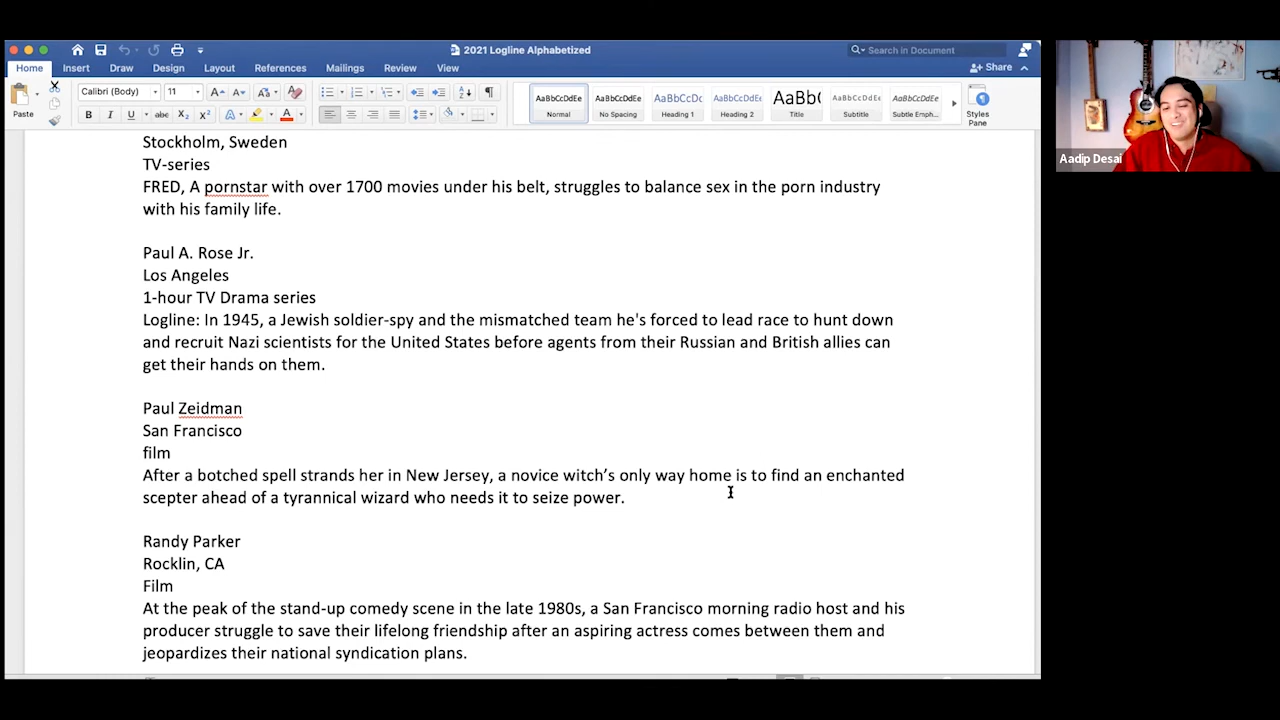 2021 Logline Alphabetized
Search in Document
Home Insert Draw Design Layout References Mailings Review View
Share
Paste
Calibri (Body) 11
AaBbCcDdEe AaBbCcDdEe AaBbCcDc AaBbCcDdEe AaBb( AaBbCcDdEe AaBbCcDdEe
Normal No Spacing Heading 1 Heading 2 Title Subtitle Subtle Emph...
Styles
Pane
Aadip Desai
Stockholm, Sweden
TV-series
FRED, A pornstar with over 1700 movies under his belt, struggles to balance sex in the porn industry
with his family life.
Paul A. Rose Jr.
Los Angeles
1-hour TV Drama series
Logline: In 1945, a Jewish soldier-spy and the mismatched team he's forced to lead race to hunt down
and recruit Nazi scientists for the United States before agents from their Russian and British allies can
get their hands on them.
Paul Zeidman
San Francisco
film
After a botched spell strands her in New Jersey, a novice witch’s only way home is to find an enchanted
scepter ahead of a tyrannical wizard who needs it to seize power.
Randy Parker
Rocklin, CA
Film
At the peak of the stand-up comedy scene in the late 1980s, a San Francisco morning radio host and his
producer struggle to save their lifelong friendship after an aspiring actress comes between them and
jeopardizes their national syndication plans.